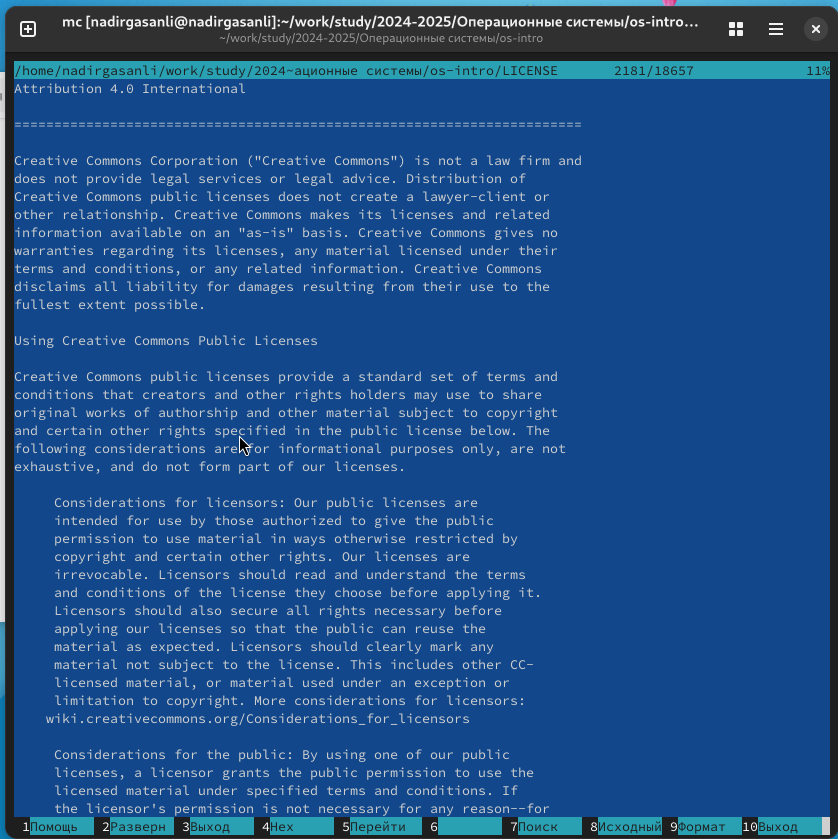 mc [nadirgasanli@nadirgasanli]:~/work/study/2024-2025/Операционные системы/os-intro...
~/work/study/2024-2025/Операционные системы/os-intro
/home/nadirgasanli/work/study/2024~ационные системы/os-intro/LICENSE 2181/18657 11%
Attribution 4.0 International
=======================================================================
Creative Commons Corporation ("Creative Commons") is not a law firm and
does not provide legal services or legal advice. Distribution of
Creative Commons public licenses does not create a lawyer-client or
other relationship. Creative Commons makes its licenses and related
information available on an "as-is" basis. Creative Commons gives no
warranties regarding its licenses, any material licensed under their
terms and conditions, or any related information. Creative Commons
disclaims all liability for damages resulting from their use to the
fullest extent possible.
Using Creative Commons Public Licenses
Creative Commons public licenses provide a standard set of terms and
conditions that creators and other rights holders may use to share
original works of authorship and other material subject to copyright
and certain other rights specified in the public license below. The
following considerations are for informational purposes only, are not
exhaustive, and do not form part of our licenses.
Considerations for licensors: Our public licenses are
intended for use by those authorized to give the public
permission to use material in ways otherwise restricted by
copyright and certain other rights. Our licenses are
irrevocable. Licensors should read and understand the terms
and conditions of the license they choose before applying it.
Licensors should also secure all rights necessary before
applying our licenses so that the public can reuse the
material as expected. Licensors should clearly mark any
material not subject to the license. This includes other CC-
licensed material, or material used under an exception or
limitation to copyright. More considerations for licensors:
wiki.creativecommons.org/Considerations_for_licensors
Considerations for the public: By using one of our public
licenses, a licensor grants the public permission to use the
licensed material under specified terms and conditions. If
the licensor's permission is not necessary for any reason--for
1Помощь 2Разверн 3Выход 4Hex 5Перейти 6 7Поиск 8Исходный 9Формат 10Выход